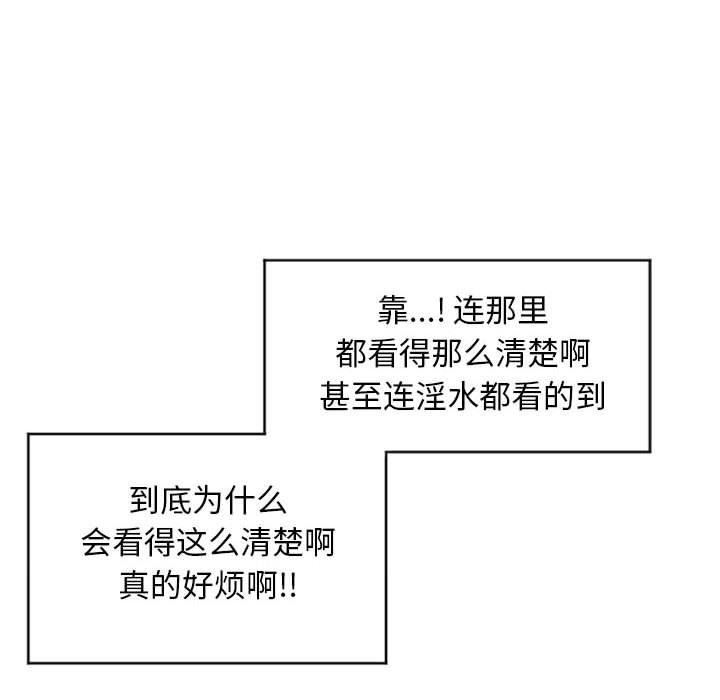 靠...! 连那里
都看得那么清楚啊
甚至连淫水都看的到
到底为什么
会看得这么清楚啊
真的好烦啊!!